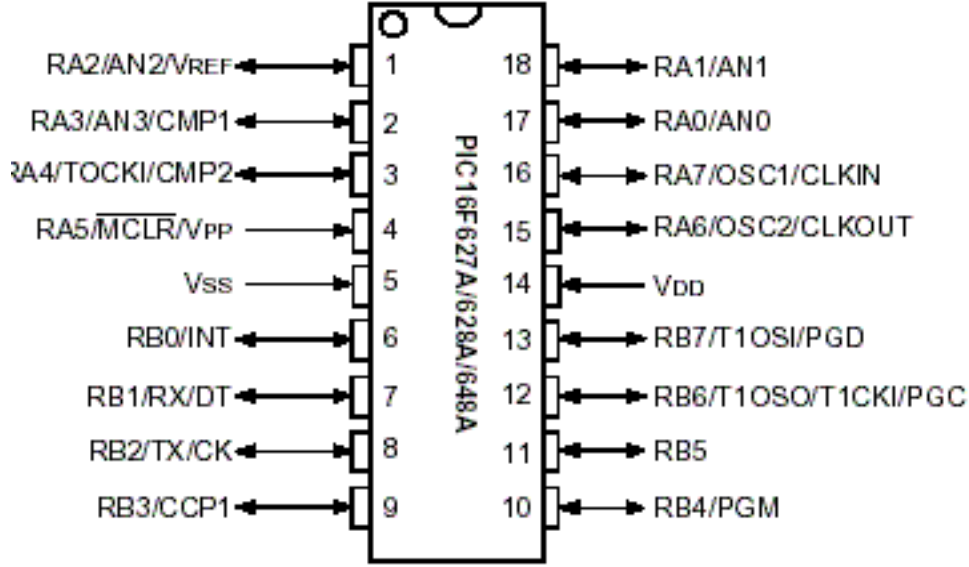 RA2/AN2/VREF 1 18 RA1/AN1
RA3/AN3/CMP1 2 17 RA0/AN0
RA4/TOCKI/CMP2 3 16 RA7/OSC1/CLKIN
RA5/MCLR/VPP 4 15 RA6/OSC2/CLKOUT
VSS 5 14 VDD
RB0/INT 6 13 RB7/T1OSI/PGD
RB1/RX/DT 7 12 RB6/T1OSO/T1CKI/PGC
RB2/TX/CK 8 11 RB5
RB3/CCP1 9 10 RB4/PGM
PIC16F627A/628A/648A